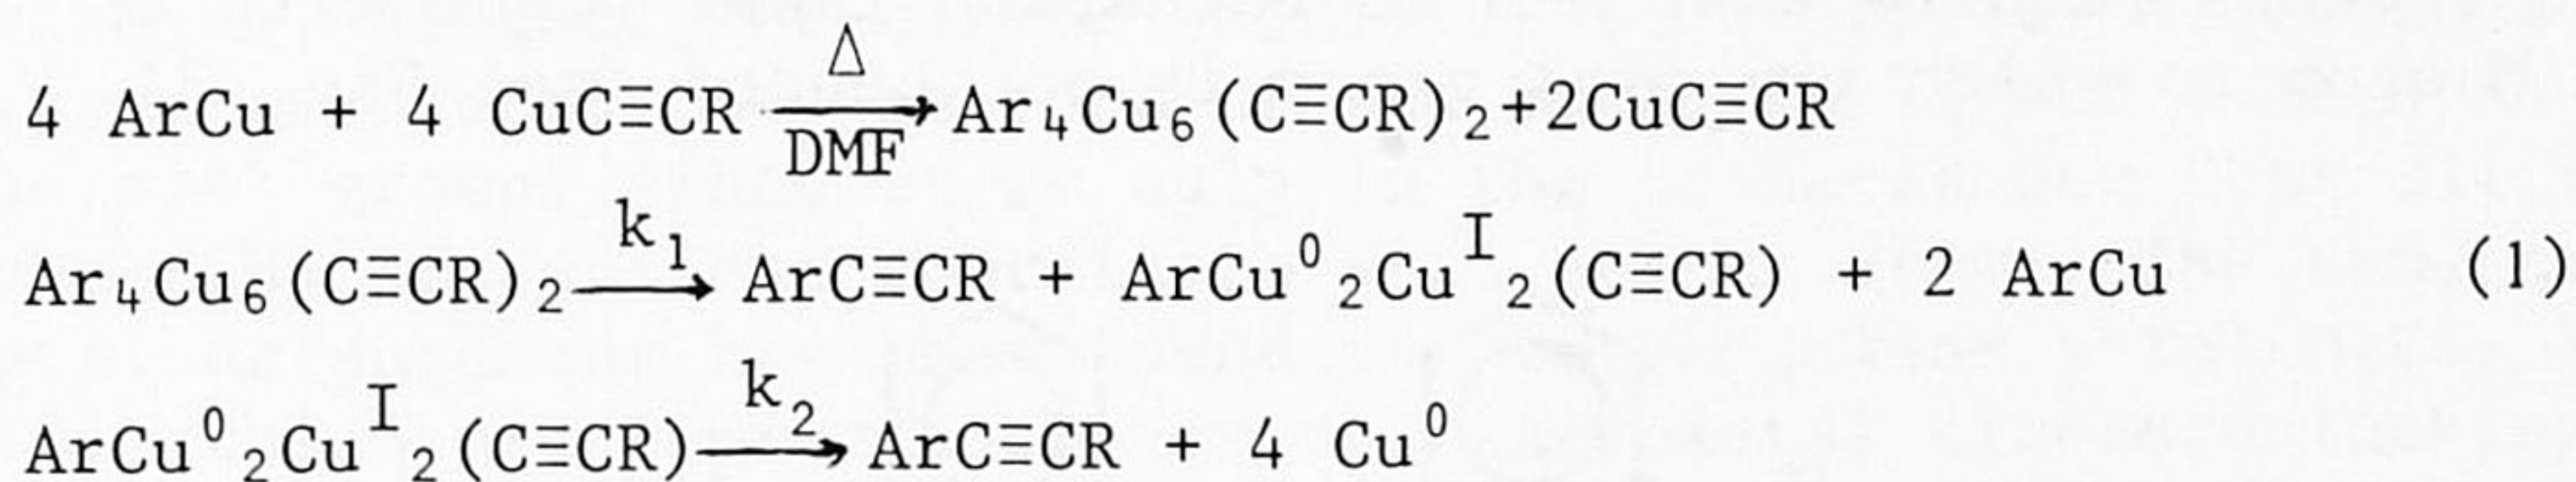 4 ArCu + 4 CuC≡CR —Δ/DMF→ Ar₄Cu₆(C≡CR)₂+2CuC≡CR
Ar₄Cu₆(C≡CR)₂ —k₁→ ArC≡CR + ArCu⁰₂Cuᴵ₂(C≡CR) + 2 ArCu (1)
ArCu⁰₂Cuᴵ₂(C≡CR) —k₂→ ArC≡CR + 4 Cu⁰